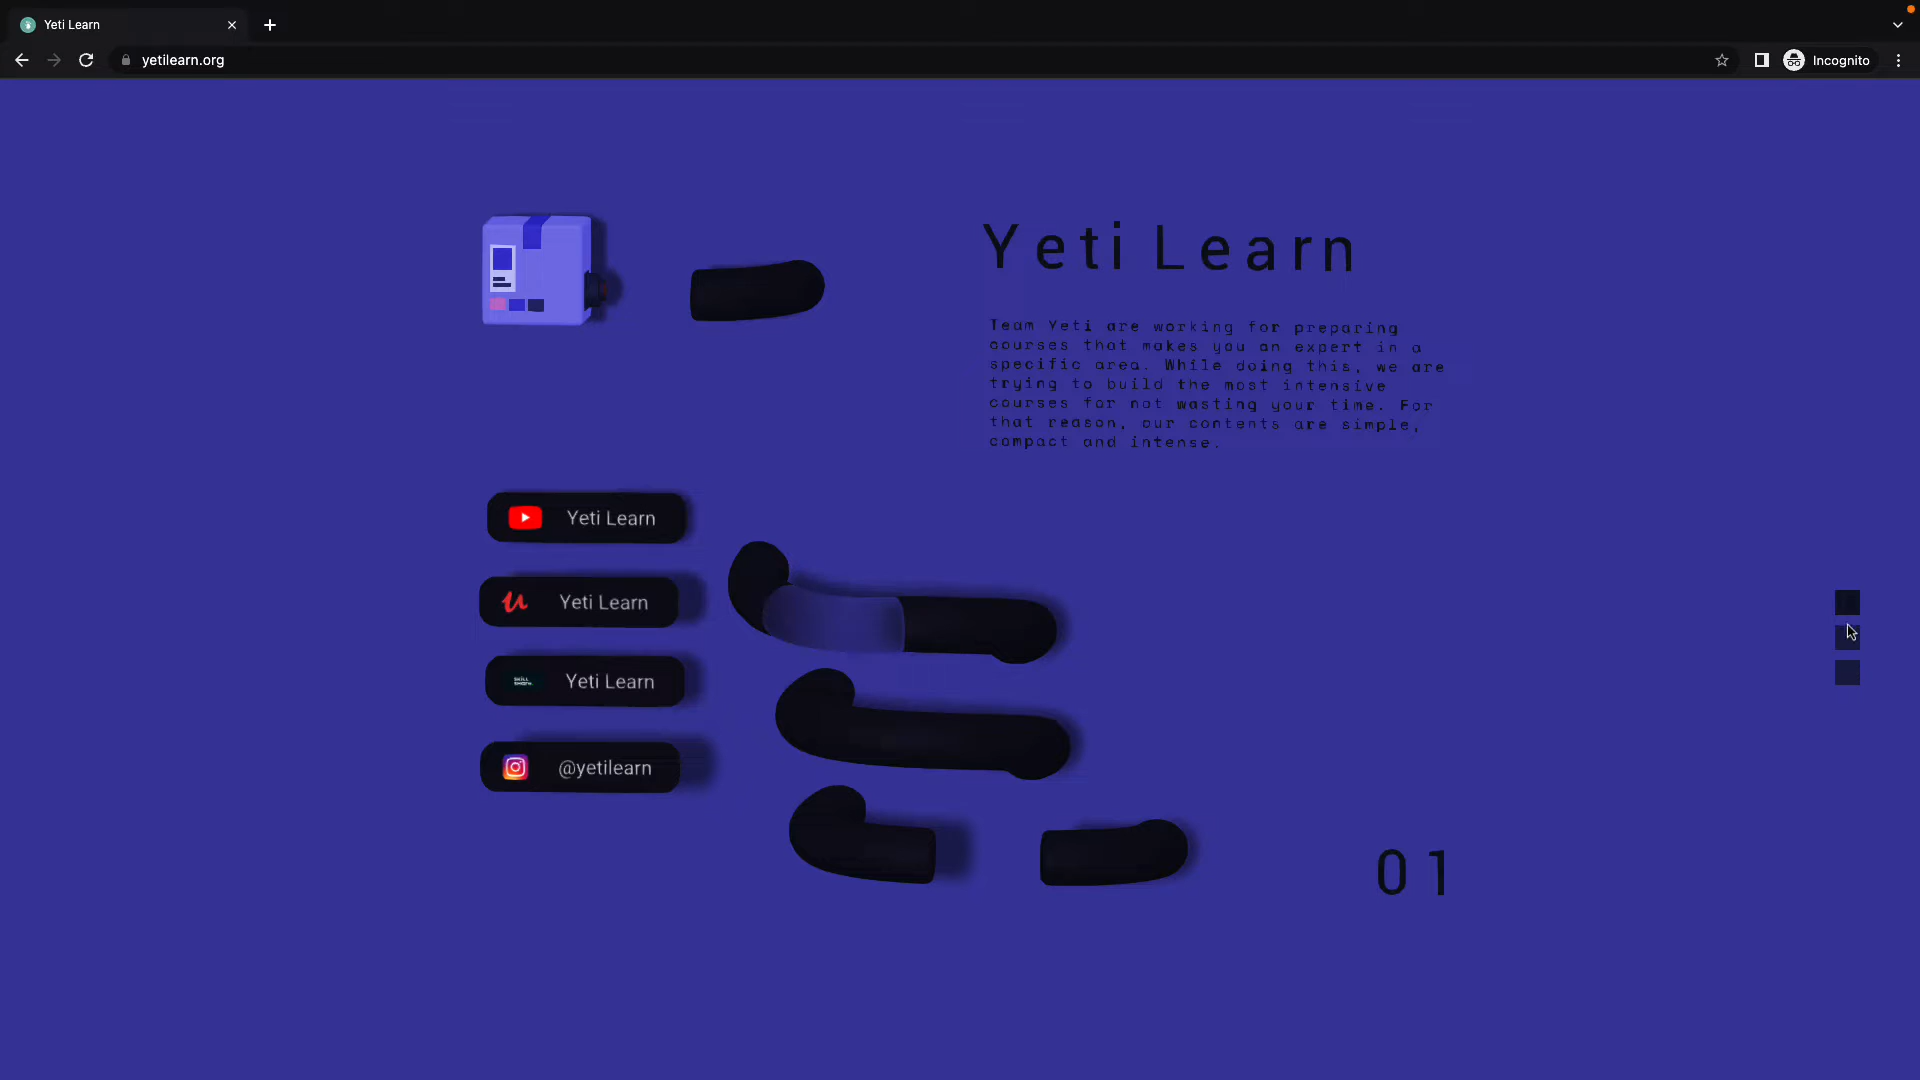 Yeti Learn
yetilearn.org
Incognito
Yeti Learn
Team Yeti are working for preparing
courses that makes you an expert in a
specific area. While doing this, we are
trying to build the most intensive
courses for not wasting your time. For
that reason, our contents are simple,
compact and intense.
Yeti Learn
Yeti Learn
SKILL
SHARE.
Yeti Learn
@yetilearn
01